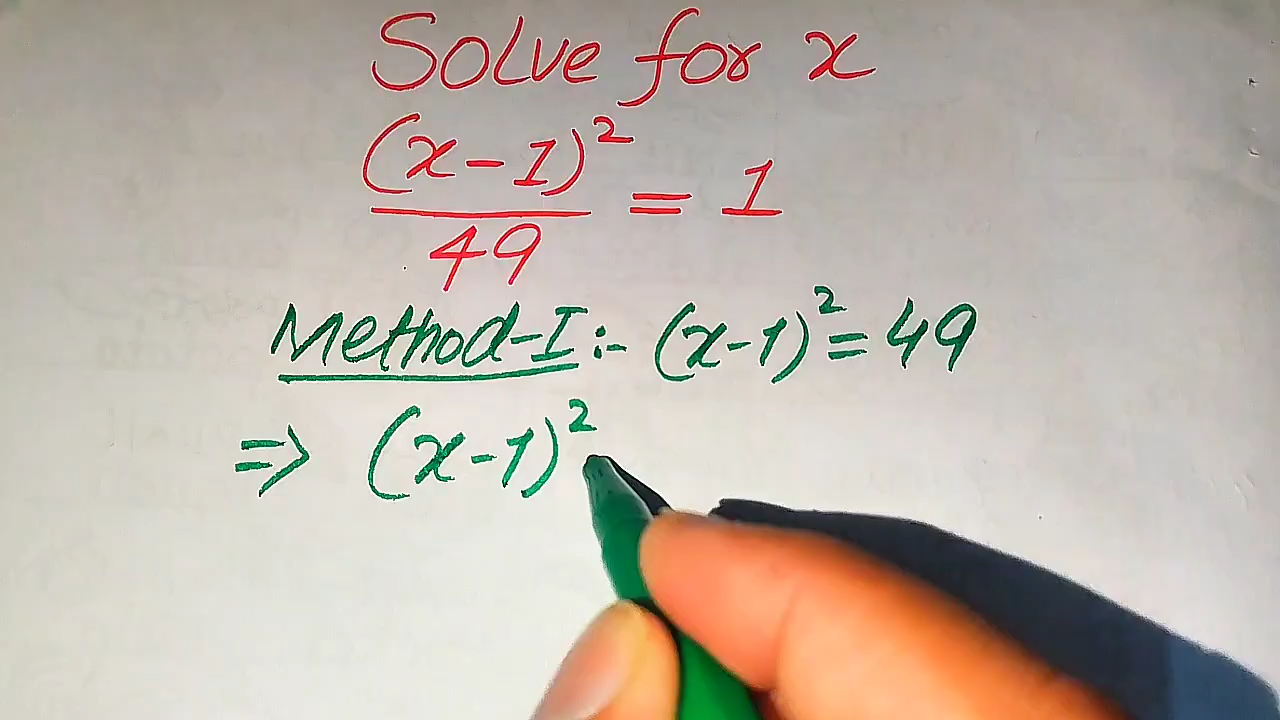 Solve for x
(x-1)² / 49 = 1
Method-I:- (x-1)² = 49
=> (x-1)²